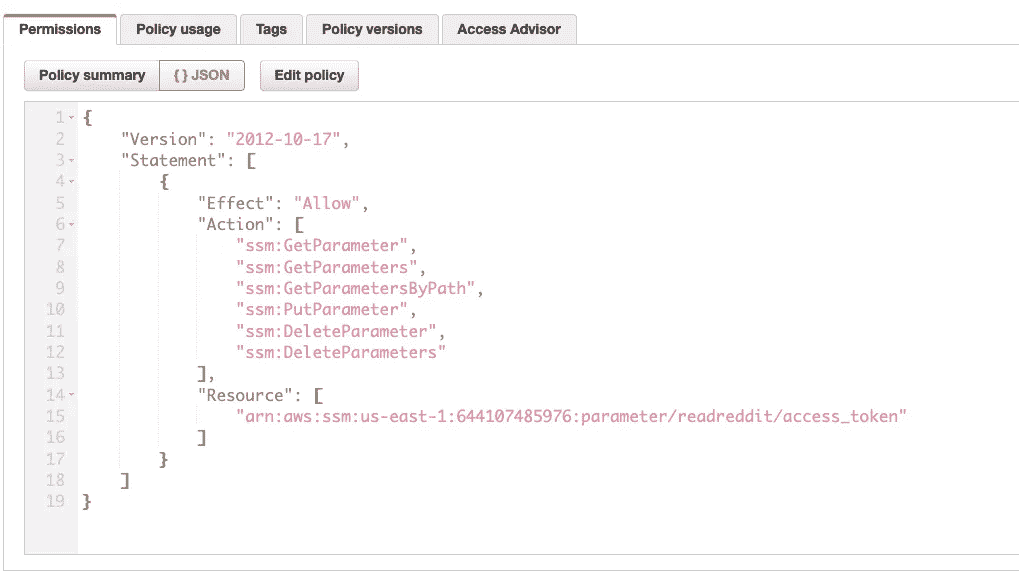 Permissions Policy usage Tags Policy versions Access Advisor
Policy summary { } JSON Edit policy
1 {
2 "Version": "2012-10-17",
3 "Statement": [
4 {
5 "Effect": "Allow",
6 "Action": [
7 "ssm:GetParameter",
8 "ssm:GetParameters",
9 "ssm:GetParametersByPath",
10 "ssm:PutParameter",
11 "ssm:DeleteParameter",
12 "ssm:DeleteParameters"
13 ],
14 "Resource": [
15 "arn:aws:ssm:us-east-1:644107485976:parameter/readreddit/access_token"
16 ]
17 }
18 ]
19 }